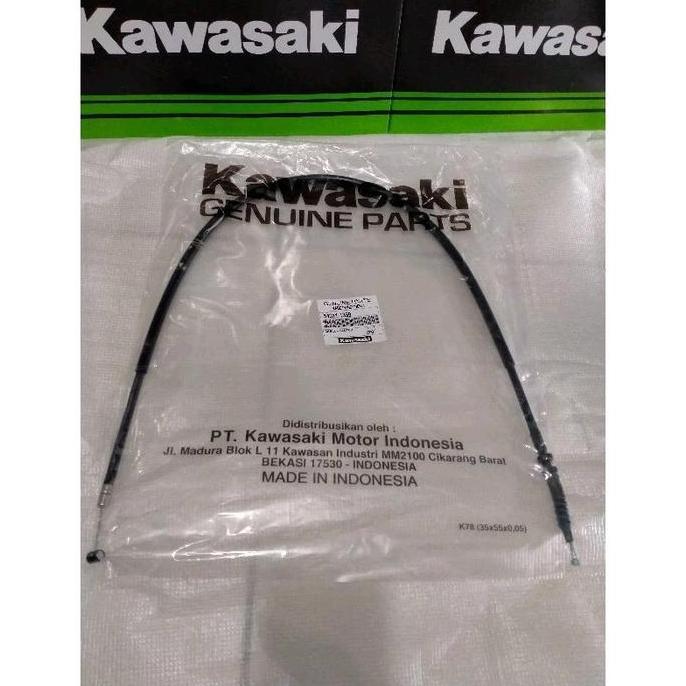 Kawasaki
Kawasaki
Kawasaki
GENUINE PARTS
Kawasaki
Didistribusikan oleh :
PT. Kawasaki Motor Indonesia
Jl. Madura Blok L 11 Kawasan Industri MM2100 Cikarang Barat
BEKASI 17530 - INDONESIA
MADE IN INDONESIA
K78 (35x55x0,05)